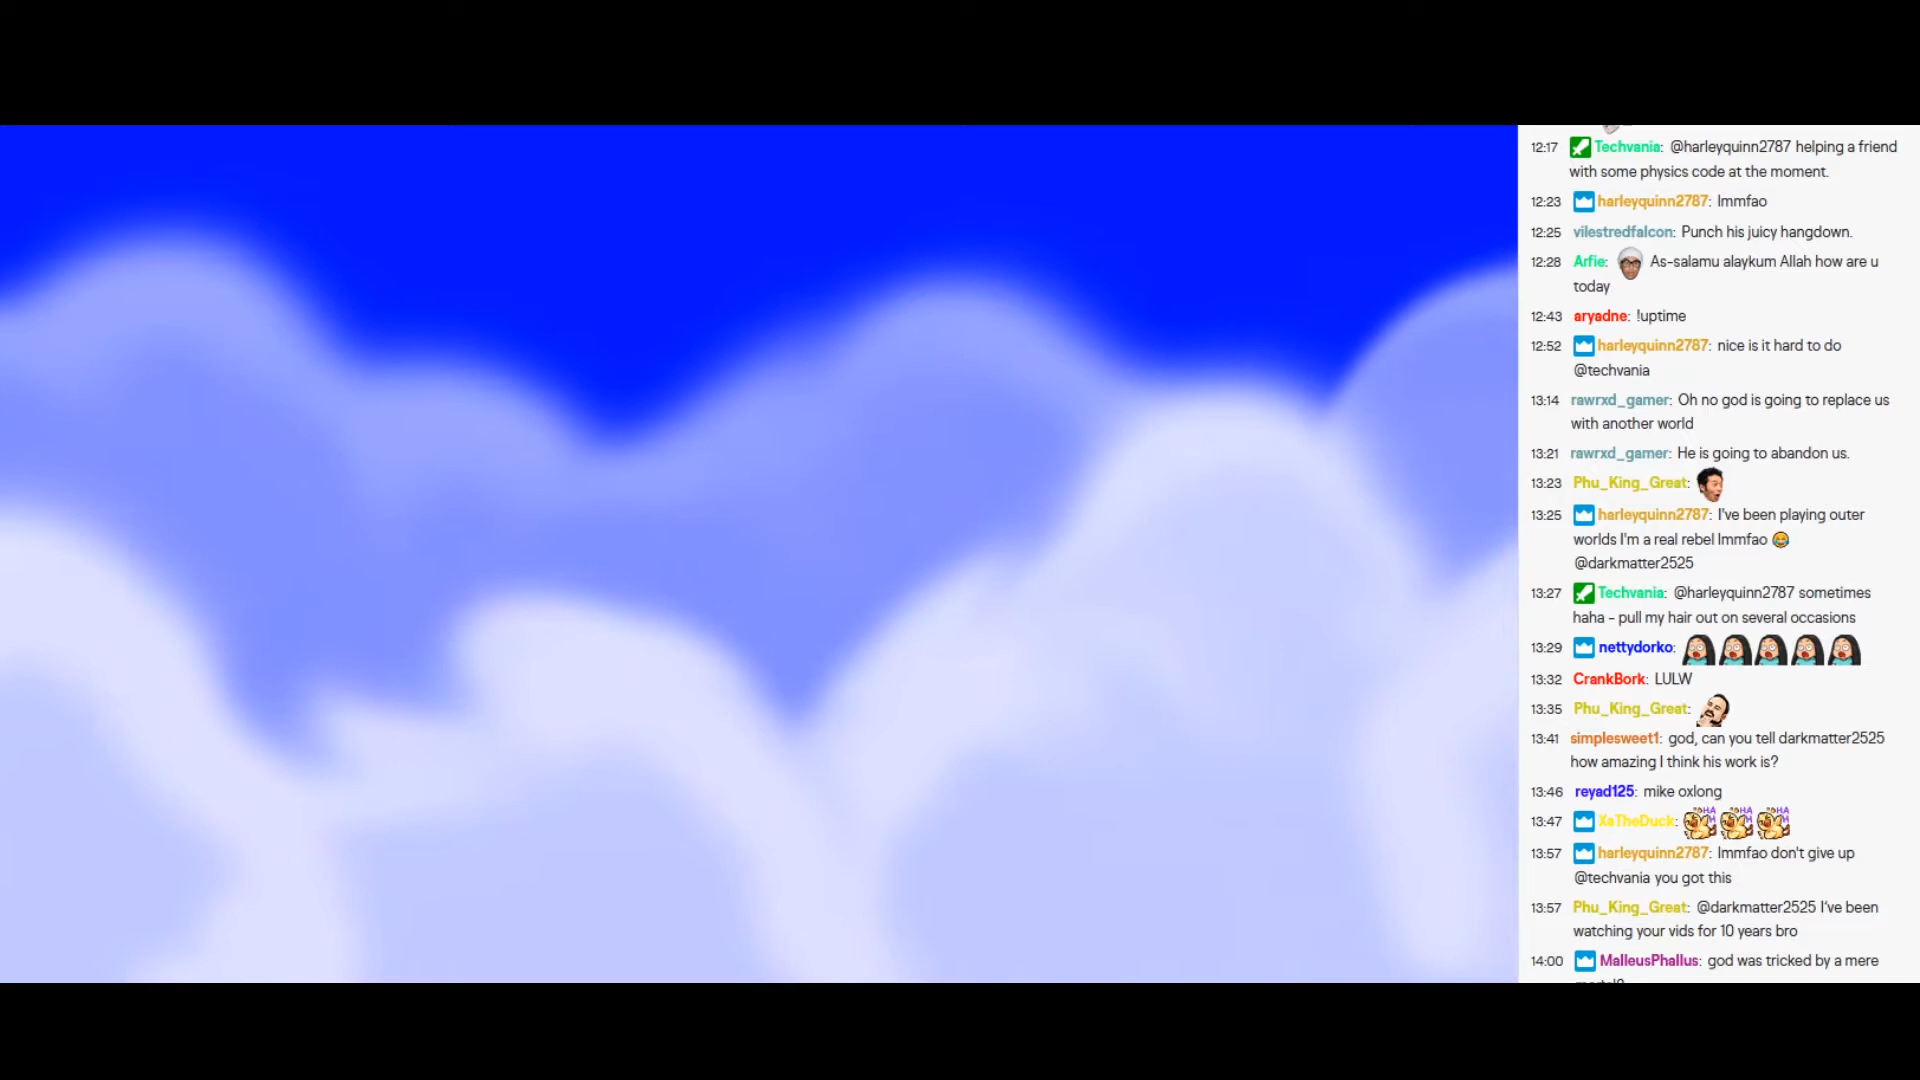 12:17 Techvania: @harleyquinn2787 helping a friend
with some physics code at the moment.
12:23 harleyquinn2787: lmmfao
12:25 vilestredfalcon: Punch his juicy hangdown.
12:28 Arfie: As-salamu alaykum Allah how are u
today
12:43 aryadne: !uptime
12:52 harleyquinn2787: nice is it hard to do
@techvania
13:14 rawrxd_gamer: Oh no god is going to replace us
with another world
13:21 rawrxd_gamer: He is going to abandon us.
13:23 Phu_King_Great:
13:25 harleyquinn2787: I've been playing outer
worlds I'm a real rebel lmmfao 😂
@darkmatter2525
13:27 Techvania: @harleyquinn2787 sometimes
haha - pull my hair out on several occasions
13:29 nettydorko:
13:32 CrankBork: LULW
13:35 Phu_King_Great:
13:41 simplesweet1: god, can you tell darkmatter2525
how amazing I think his work is?
13:46 reyad125: mike oxlong
13:47 XaTheDuck: HA HA HA
13:57 harleyquinn2787: lmmfao don't give up
@techvania you got this
13:57 Phu_King_Great: @darkmatter2525 I've been
watching your vids for 10 years bro
14:00 MalleusPhallus: god was tricked by a mere